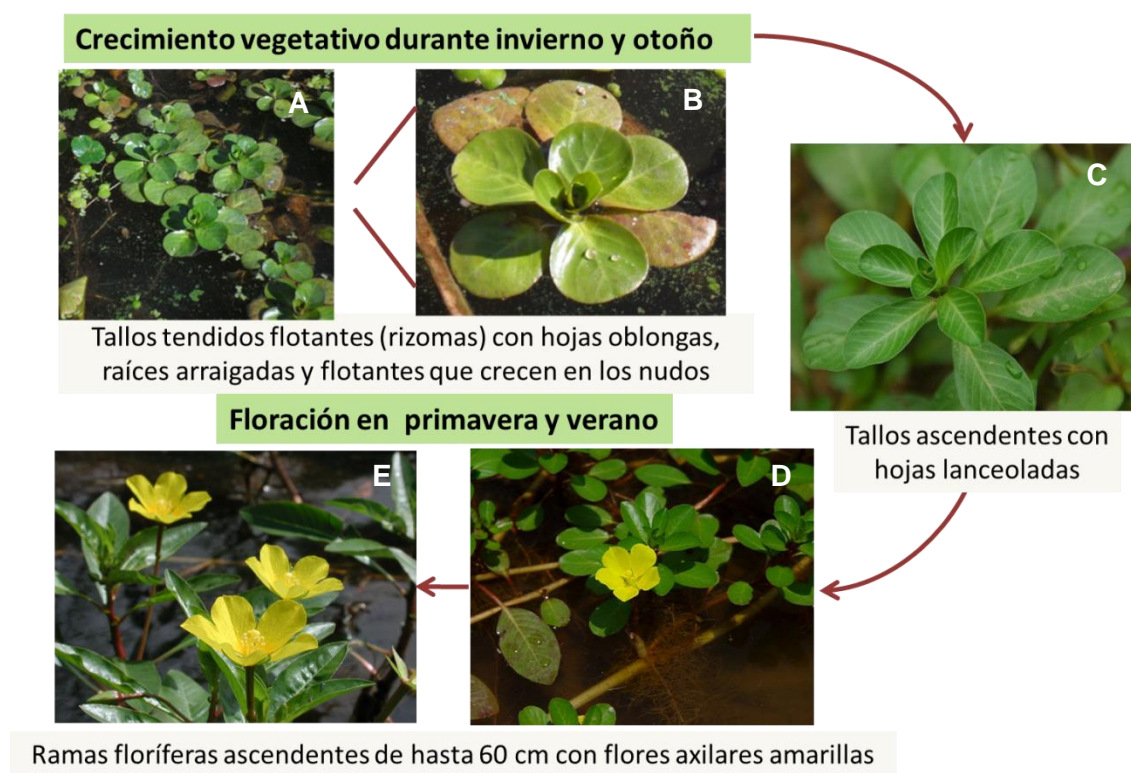 Crecimiento vegetativo durante invierno y otoño
A
B
C
Tallos tendidos flotantes (rizomas) con hojas oblongas,
raíces arraigadas y flotantes que crecen en los nudos
Tallos ascendentes con
hojas lanceoladas
Floración en  primavera y verano
E
D
Ramas floríferas ascendentes de hasta 60 cm con flores axilares amarillas